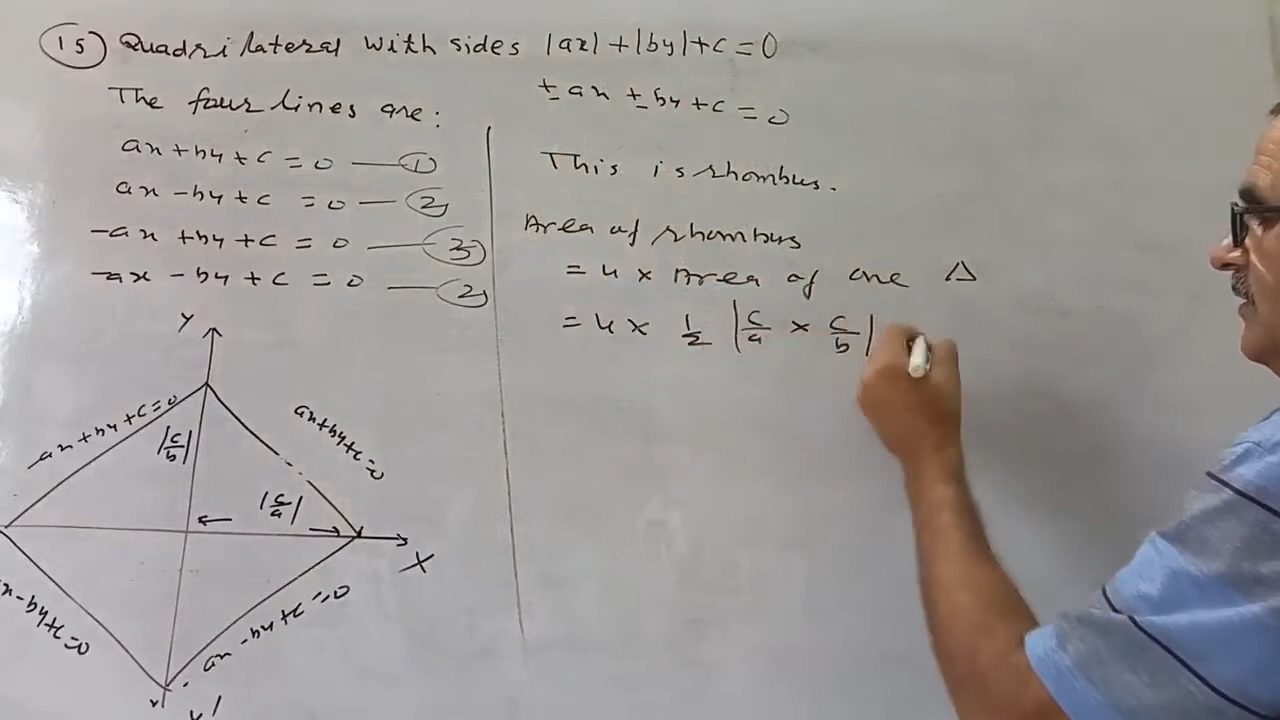 (15) Quadrilateral with sides |ax| + |by| + c = 0
The four lines are:
ax + by + c = 0 — (1)
ax - by + c = 0 — (2)
-ax + by + c = 0 — (3)
-ax - by + c = 0 — (2)
± ax ± by + c = 0
This is rhombus.
Area of rhombus
= 4 × Area of one Δ
= 4 × 1/2 |c/a × c/b|
Y
-ax + by + c = 0
ax + by + c = 0
|c/b|
|c/a|
X
x - by + c = 0
ax - by + c = 0
Y'